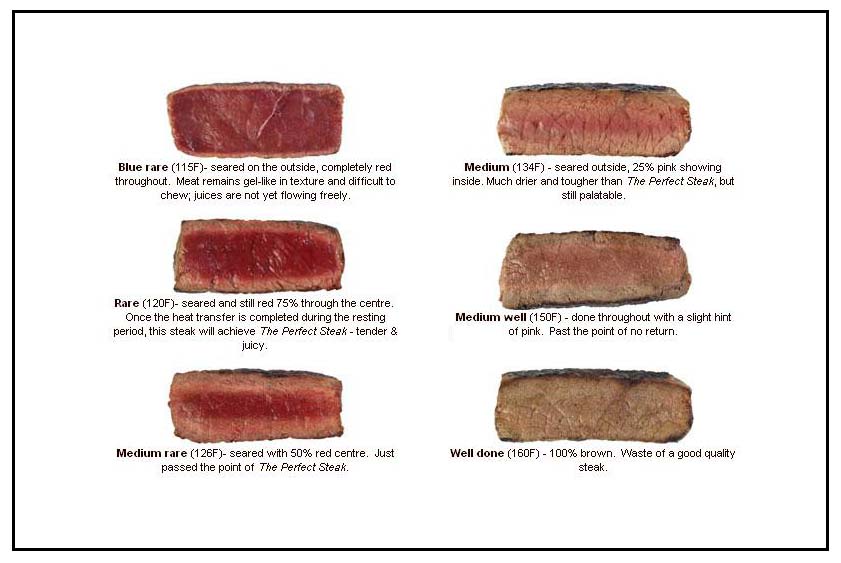 Blue rare (115F)- seared on the outside, completely red
throughout. Meat remains gel-like in texture and difficult to
chew; juices are not yet flowing freely.
Rare (120F)- seared and still red 75% through the centre.
Once the heat transfer is completed during the resting
period, this steak will achieve The Perfect Steak - tender &
juicy.
Medium rare (126F)- seared with 50% red centre. Just
passed the point of The Perfect Steak.
Medium (134F) - seared outside, 25% pink showing
inside. Much drier and tougher than The Perfect Steak, but
still palatable.
Medium well (150F) - done throughout with a slight hint
of pink. Past the point of no return.
Well done (160F) - 100% brown. Waste of a good quality
steak.